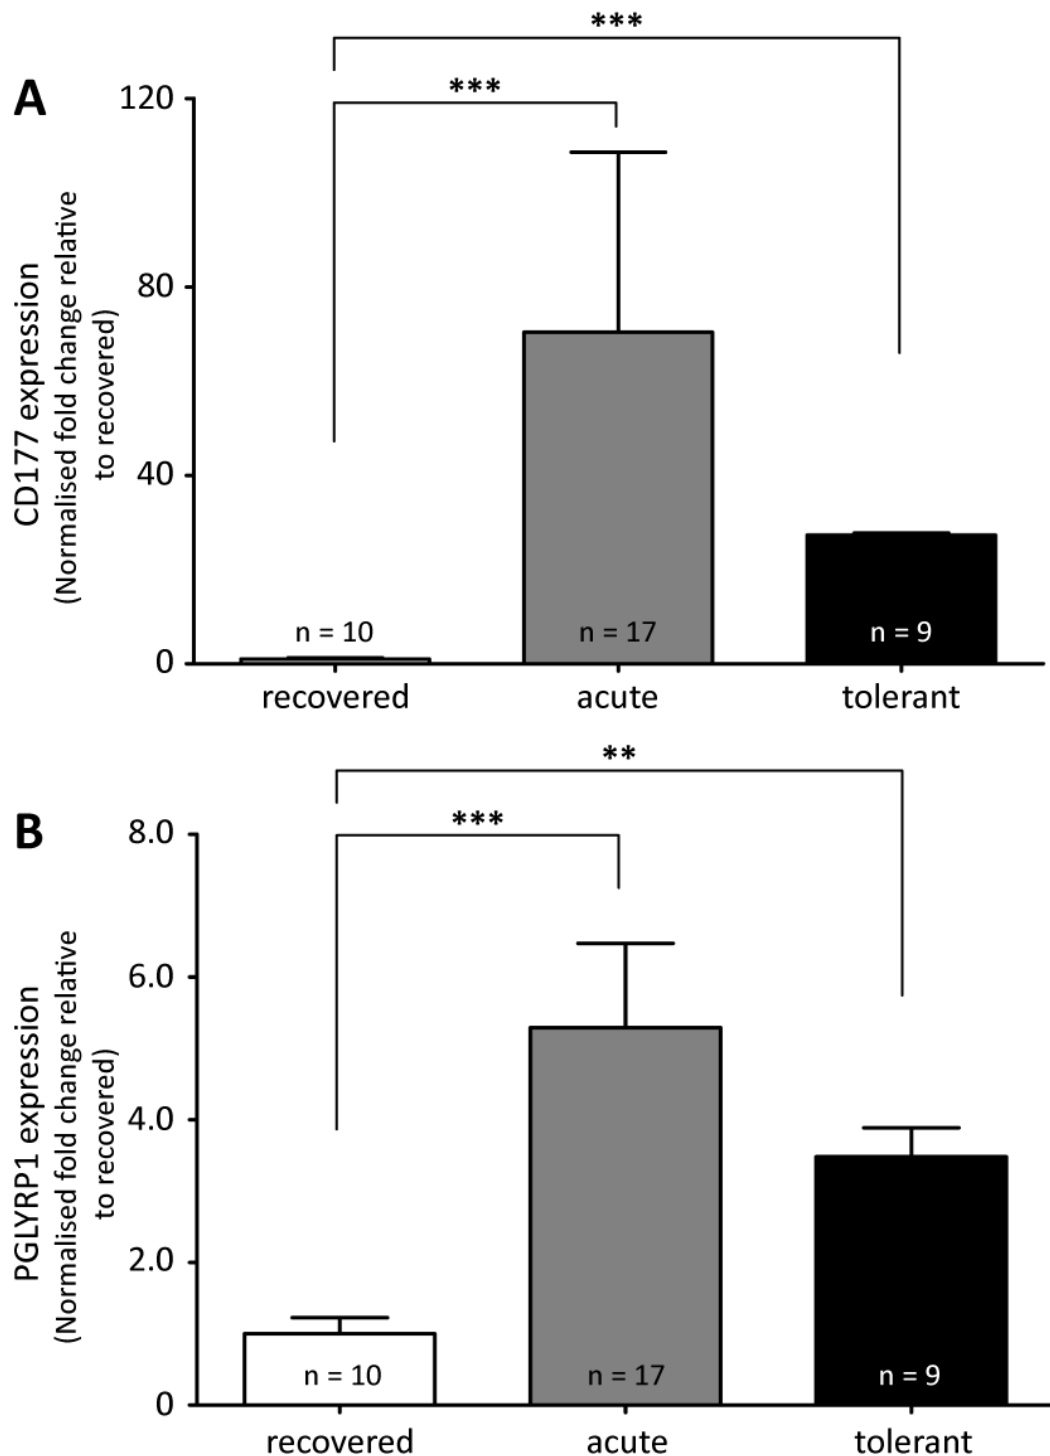 ***
***
A
120
80
40
0
CD177 expression
(Normalised fold change relative
to recovered)
n = 10
n = 17
n = 9
recovered
acute
tolerant
**
***
B
8.0
6.0
4.0
2.0
0
PGLYRP1 expression
(Normalised fold change relative
to recovered)
n = 10
n = 17
n = 9
recovered
acute
tolerant